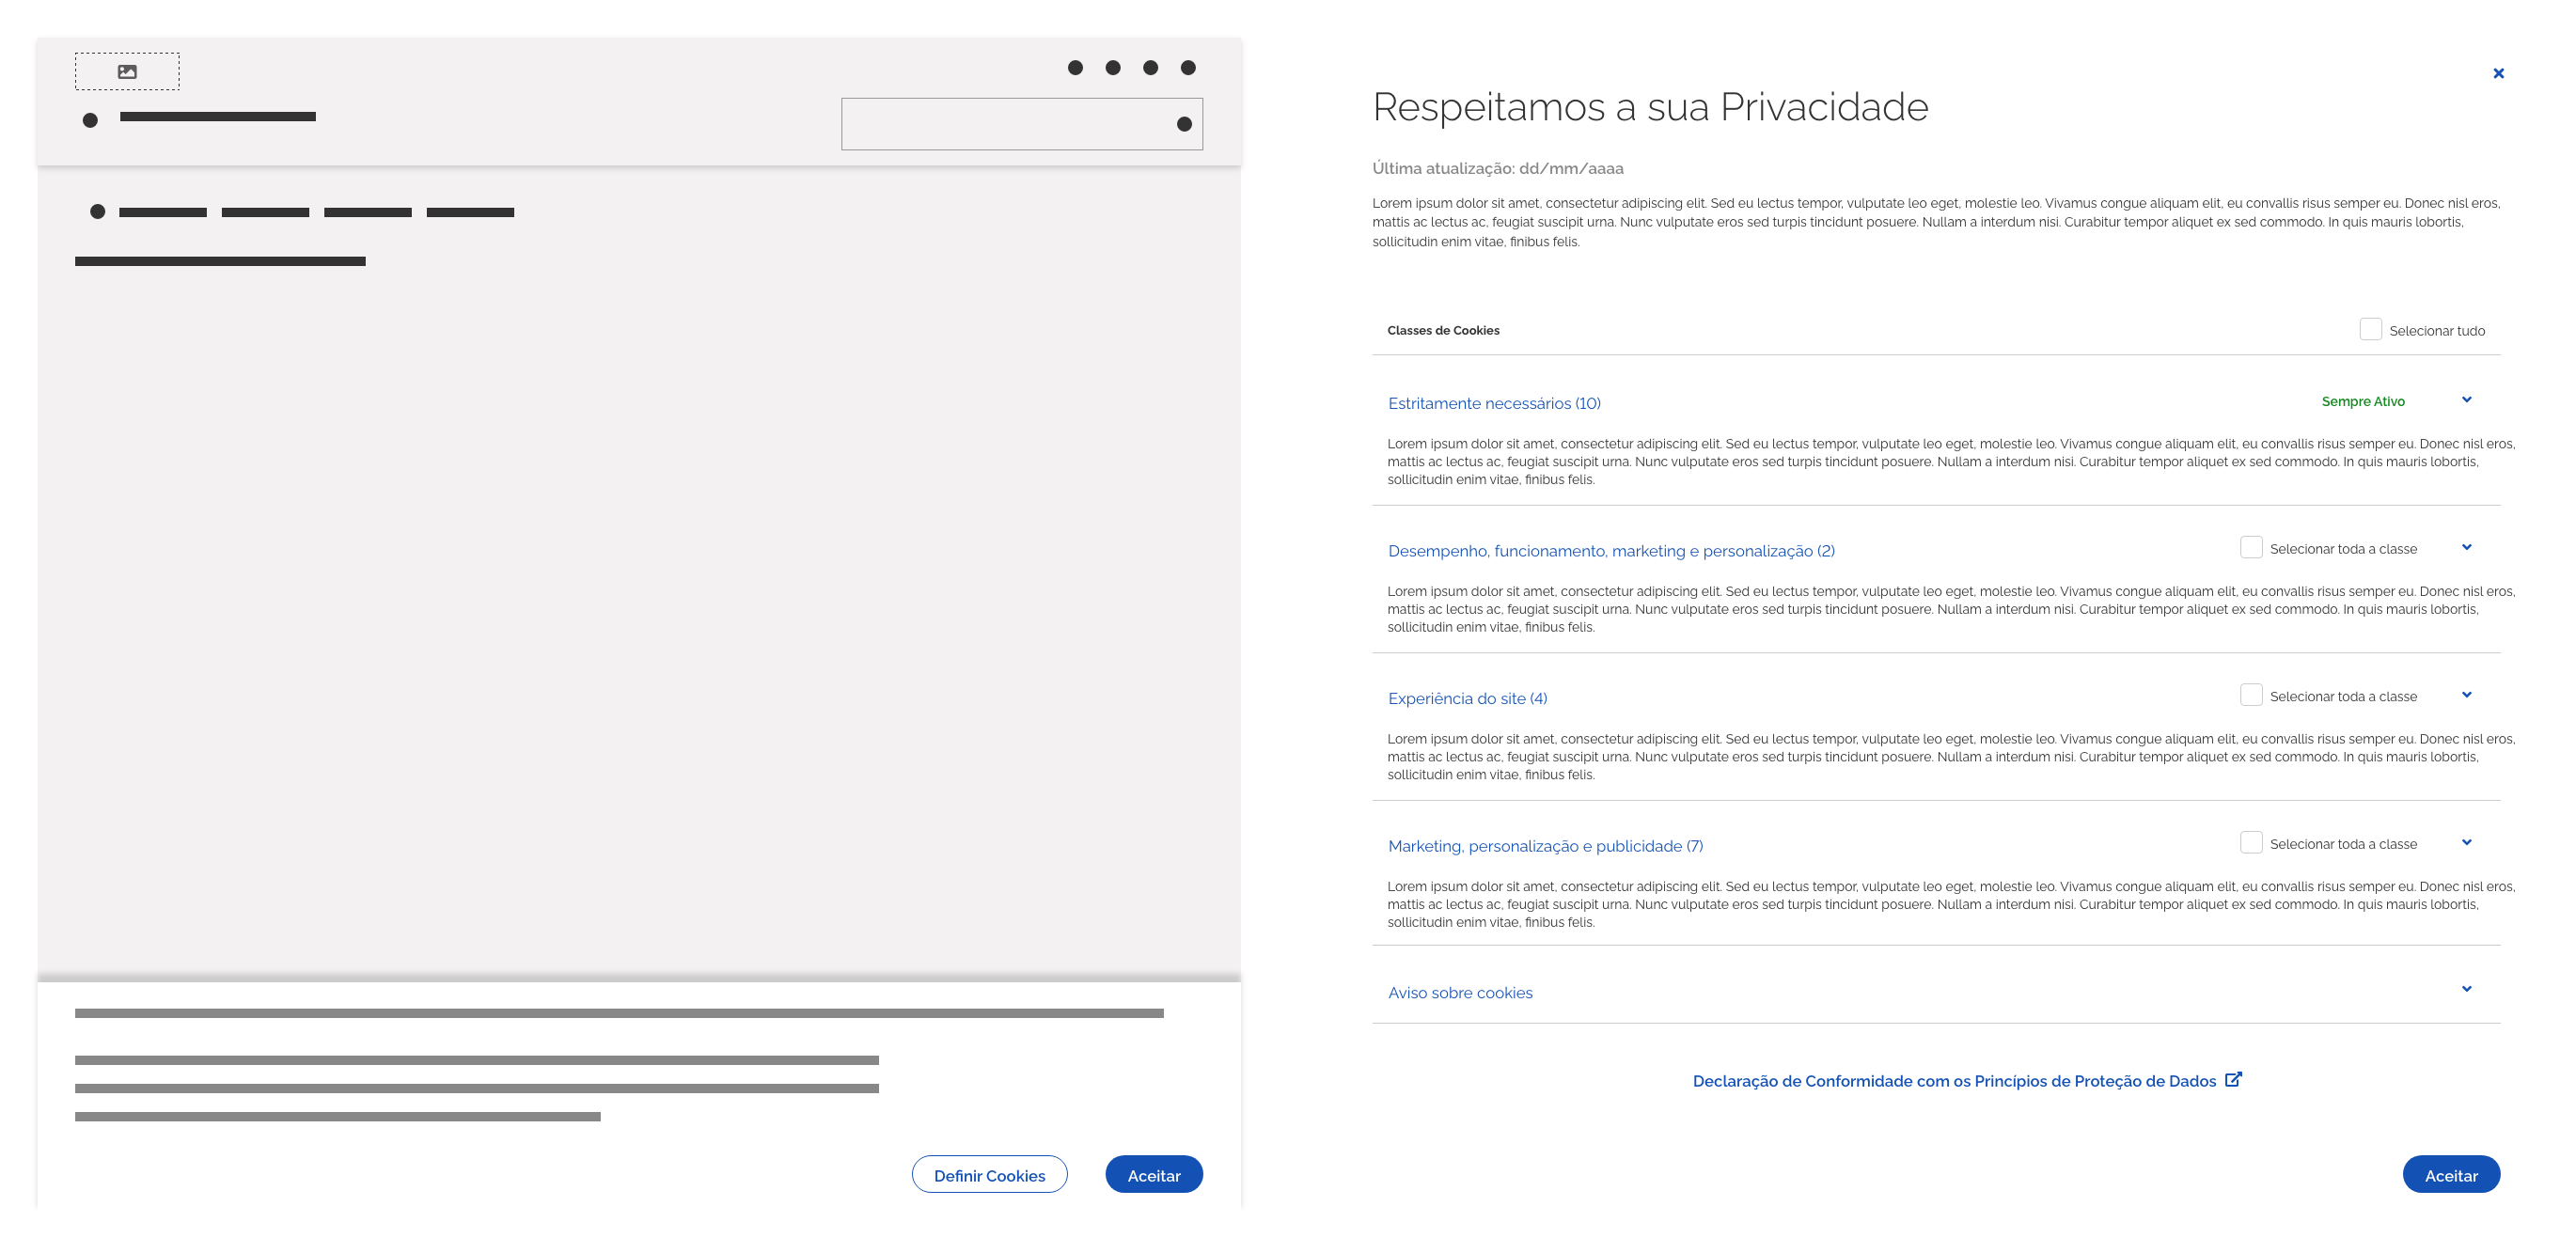 Definir Cookies
Aceitar
Respeitamos a sua Privacidade
Última atualização: dd/mm/aaaa
Lorem ipsum dolor sit amet, consectetur adipiscing elit. Sed eu lectus tempor, vulputate leo eget, molestie leo. Vivamus congue aliquam elit, eu convallis risus semper eu. Donec nisl eros,
mattis ac lectus ac, feugiat suscipit urna. Nunc vulputate eros sed turpis tincidunt posuere. Nullam a interdum nisi. Curabitur tempor aliquet ex sed commodo. In quis mauris lobortis,
sollicitudin enim vitae, finibus felis.
Classes de Cookies
Selecionar tudo
Estritamente necessários (10)
Sempre Ativo
Lorem ipsum dolor sit amet, consectetur adipiscing elit. Sed eu lectus tempor, vulputate leo eget, molestie leo. Vivamus congue aliquam elit, eu convallis risus semper eu. Donec nisl eros,
mattis ac lectus ac, feugiat suscipit urna. Nunc vulputate eros sed turpis tincidunt posuere. Nullam a interdum nisi. Curabitur tempor aliquet ex sed commodo. In quis mauris lobortis,
sollicitudin enim vitae, finibus felis.
Desempenho, funcionamento, marketing e personalização (2)
Selecionar toda a classe
Lorem ipsum dolor sit amet, consectetur adipiscing elit. Sed eu lectus tempor, vulputate leo eget, molestie leo. Vivamus congue aliquam elit, eu convallis risus semper eu. Donec nisl eros,
mattis ac lectus ac, feugiat suscipit urna. Nunc vulputate eros sed turpis tincidunt posuere. Nullam a interdum nisi. Curabitur tempor aliquet ex sed commodo. In quis mauris lobortis,
sollicitudin enim vitae, finibus felis.
Experiência do site (4)
Selecionar toda a classe
Lorem ipsum dolor sit amet, consectetur adipiscing elit. Sed eu lectus tempor, vulputate leo eget, molestie leo. Vivamus congue aliquam elit, eu convallis risus semper eu. Donec nisl eros,
mattis ac lectus ac, feugiat suscipit urna. Nunc vulputate eros sed turpis tincidunt posuere. Nullam a interdum nisi. Curabitur tempor aliquet ex sed commodo. In quis mauris lobortis,
sollicitudin enim vitae, finibus felis.
Marketing, personalização e publicidade (7)
Selecionar toda a classe
Lorem ipsum dolor sit amet, consectetur adipiscing elit. Sed eu lectus tempor, vulputate leo eget, molestie leo. Vivamus congue aliquam elit, eu convallis risus semper eu. Donec nisl eros,
mattis ac lectus ac, feugiat suscipit urna. Nunc vulputate eros sed turpis tincidunt posuere. Nullam a interdum nisi. Curabitur tempor aliquet ex sed commodo. In quis mauris lobortis,
sollicitudin enim vitae, finibus felis.
Aviso sobre cookies
Declaração de Conformidade com os Princípios de Proteção de Dados
Aceitar